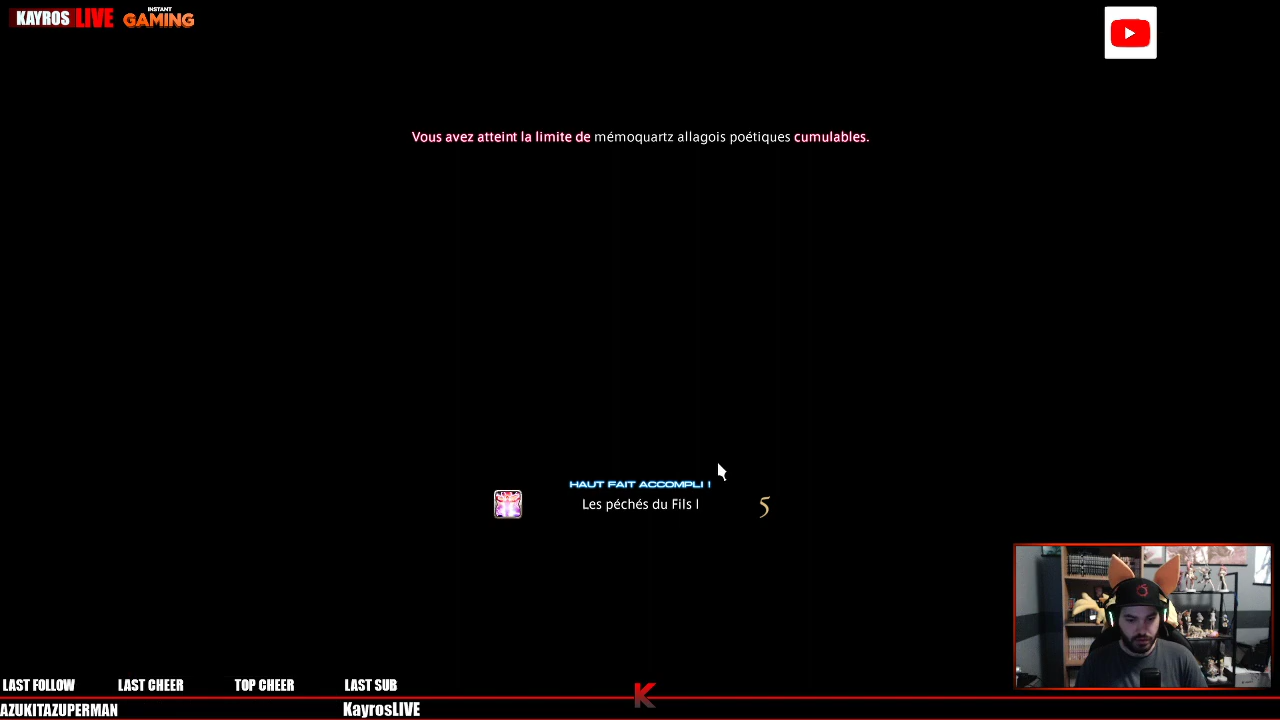 KAYROS LIVE
INSTANT
GAMING
Vous avez atteint la limite de mémoquartz allagois poétiques cumulables.
HAUT FAIT ACCOMPLI !
Les péchés du Fils I
5
LAST FOLLOW LAST CHEER TOP CHEER LAST SUB
K
AZUKITAZUPERMAN KayrosLIVE